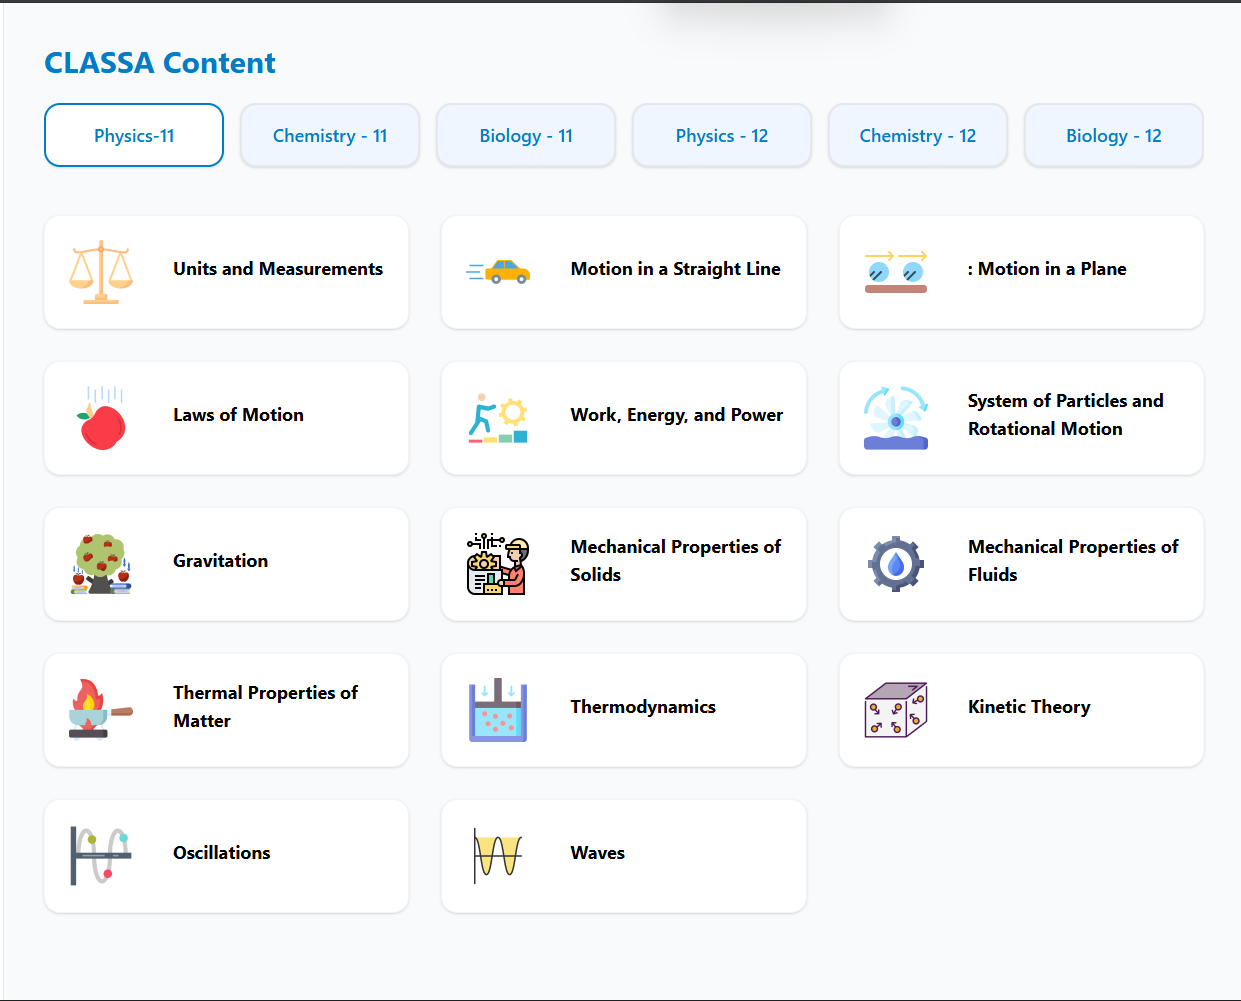 CLASSA Content
Physics-11
Chemistry - 11
Biology - 11
Physics - 12
Chemistry - 12
Biology - 12
Units and Measurements
Motion in a Straight Line
: Motion in a Plane
Laws of Motion
Work, Energy, and Power
System of Particles and
Rotational Motion
Gravitation
Mechanical Properties of
Solids
Mechanical Properties of
Fluids
Thermal Properties of
Matter
Thermodynamics
Kinetic Theory
Oscillations
Waves